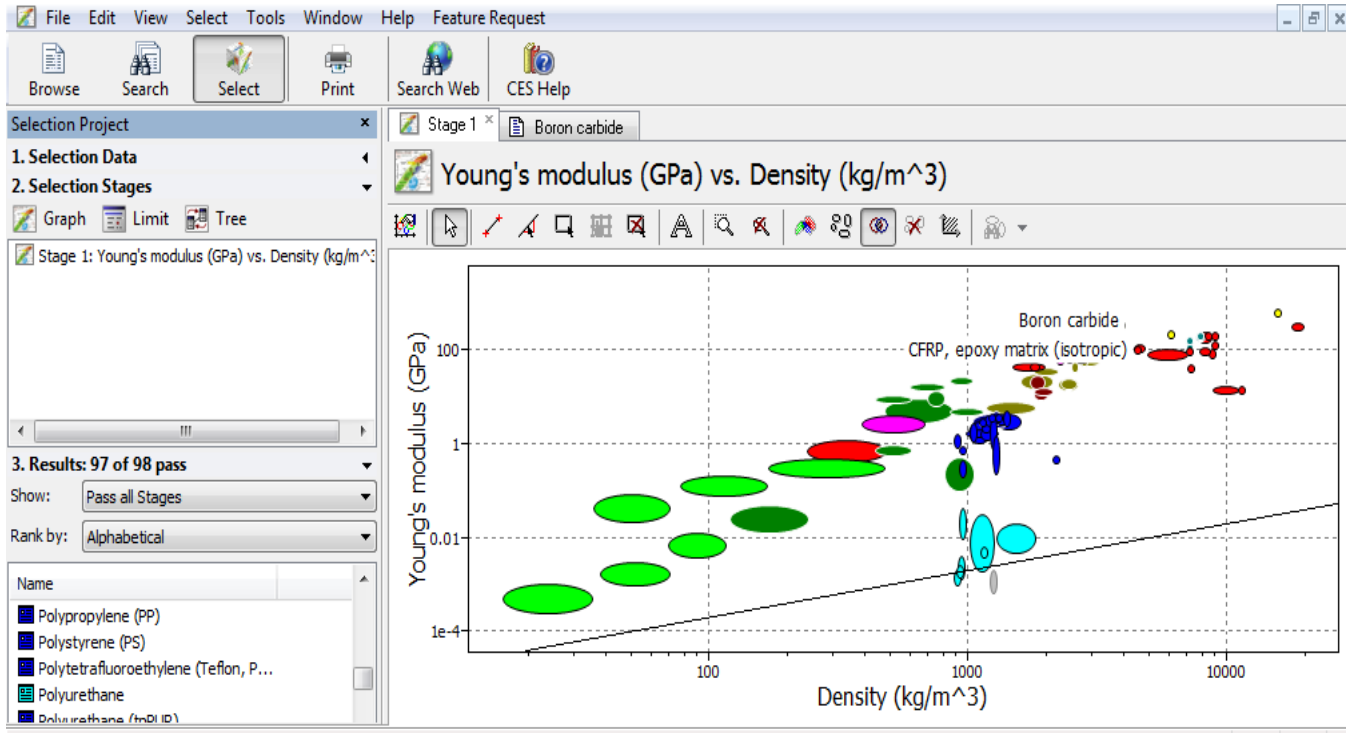 File Edit View Select Tools Window Help Feature Request
Browse Search Select Print Search Web CES Help
Selection Project
1. Selection Data
2. Selection Stages
Graph Limit Tree
Stage 1: Young's modulus (GPa) vs. Density (kg/m^3
3. Results: 97 of 98 pass
Show: Pass all Stages
Rank by: Alphabetical
Name
Polypropylene (PP)
Polystyrene (PS)
Polytetrafluoroethylene (Teflon, P...
Polyurethane
Polyurethane (tpPUR)
Stage 1 Boron carbide
Young's modulus (GPa) vs. Density (kg/m^3)
Boron carbide
CFRP, epoxy matrix (isotropic)
Young's modulus (GPa)
100
1
0.01
1e-4
100 1000 10000
Density (kg/m^3)